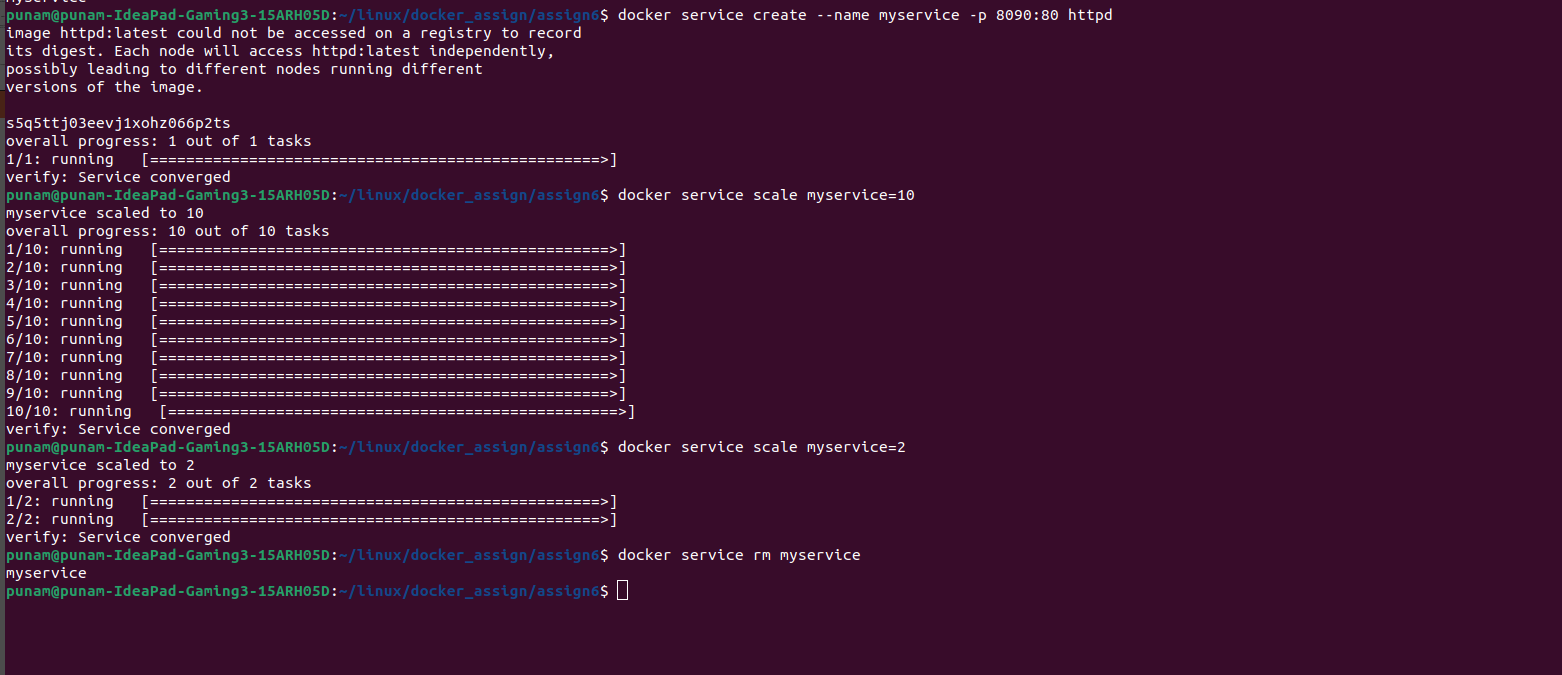 myservice
punam@punam-IdeaPad-Gaming3-15ARH05D:~/linux/docker_assign/assign6$ docker service create --name myservice -p 8090:80 httpd
image httpd:latest could not be accessed on a registry to record
its digest. Each node will access httpd:latest independently,
possibly leading to different nodes running different
versions of the image.

s5q5ttj03eevj1xohz066p2ts
overall progress: 1 out of 1 tasks
1/1: running   [==================================================>]
verify: Service converged
punam@punam-IdeaPad-Gaming3-15ARH05D:~/linux/docker_assign/assign6$ docker service scale myservice=10
myservice scaled to 10
overall progress: 10 out of 10 tasks
1/10: running   [==================================================>]
2/10: running   [==================================================>]
3/10: running   [==================================================>]
4/10: running   [==================================================>]
5/10: running   [==================================================>]
6/10: running   [==================================================>]
7/10: running   [==================================================>]
8/10: running   [==================================================>]
9/10: running   [==================================================>]
10/10: running   [==================================================>]
verify: Service converged
punam@punam-IdeaPad-Gaming3-15ARH05D:~/linux/docker_assign/assign6$ docker service scale myservice=2
myservice scaled to 2
overall progress: 2 out of 2 tasks
1/2: running   [==================================================>]
2/2: running   [==================================================>]
verify: Service converged
punam@punam-IdeaPad-Gaming3-15ARH05D:~/linux/docker_assign/assign6$ docker service rm myservice
myservice
punam@punam-IdeaPad-Gaming3-15ARH05D:~/linux/docker_assign/assign6$